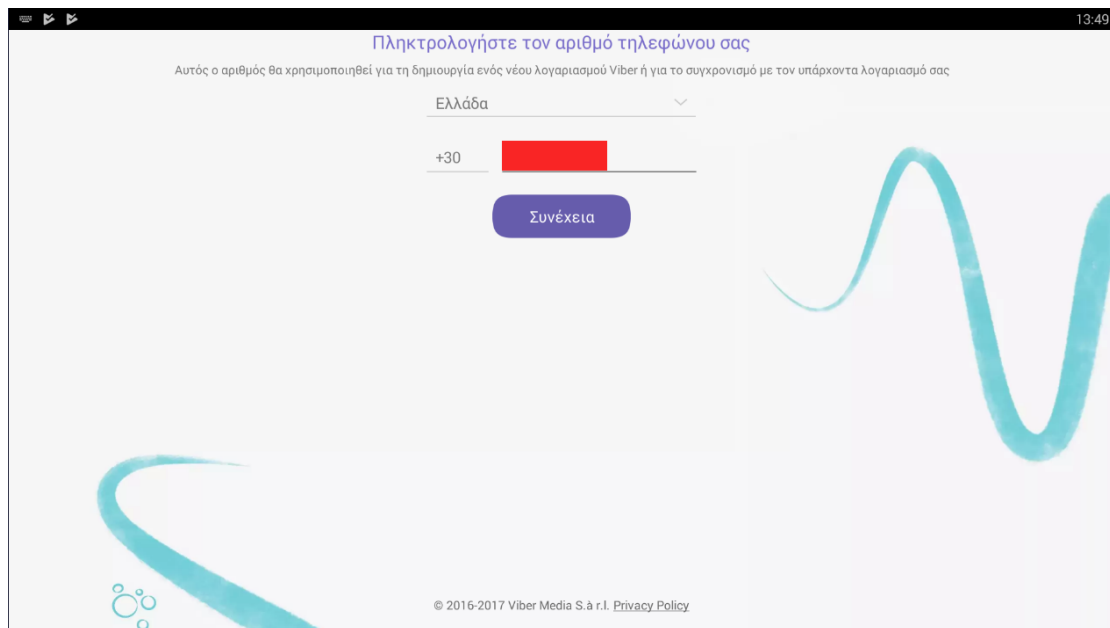 13:49
Πληκτρολογήστε τον αριθμό τηλεφώνου σας
Αυτός ο αριθμός θα χρησιμοποιηθεί για τη δημιουργία ενός νέου λογαριασμού Viber ή για το συγχρονισμό με τον υπάρχοντα λογαριασμό σας
Ελλάδα
+30
Συνέχεια
© 2016-2017 Viber Media S.à r.l. Privacy Policy